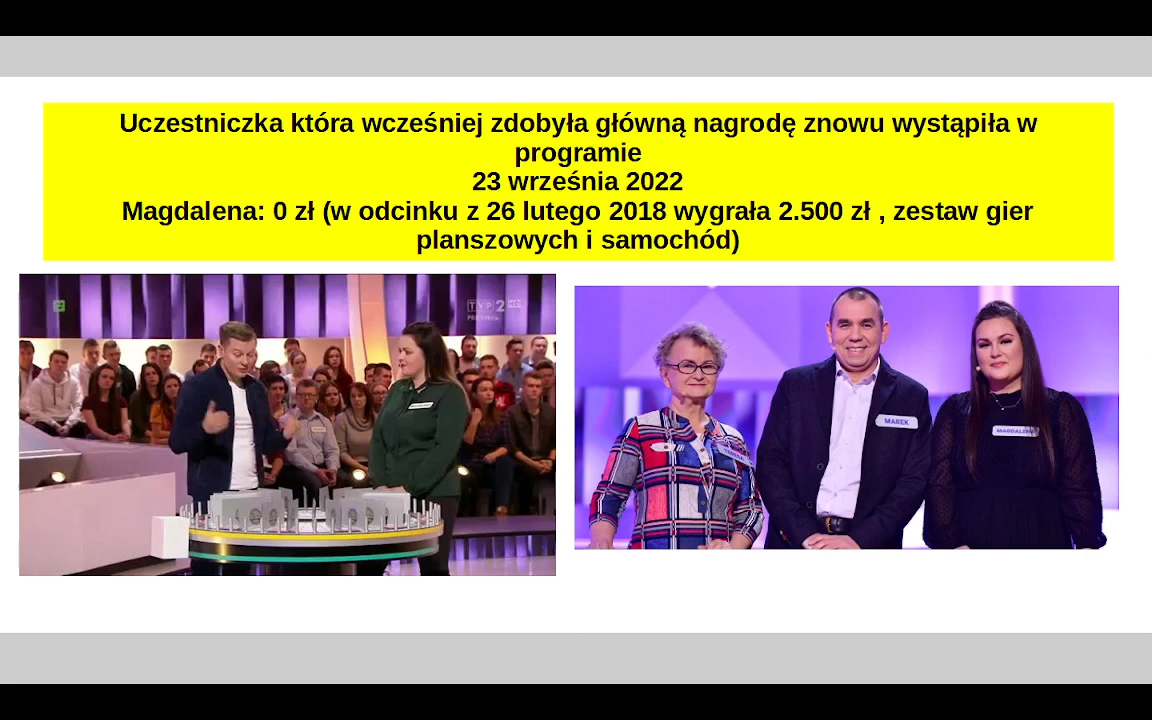 Uczestniczka która wcześniej zdobyła główną nagrodę znowu wystąpiła w
programie
23 września 2022
Magdalena: 0 zł (w odcinku z 26 lutego 2018 wygrała 2.500 zł , zestaw gier
planszowych i samochód)
TVP2 HD
MAREK
MAGDALENA